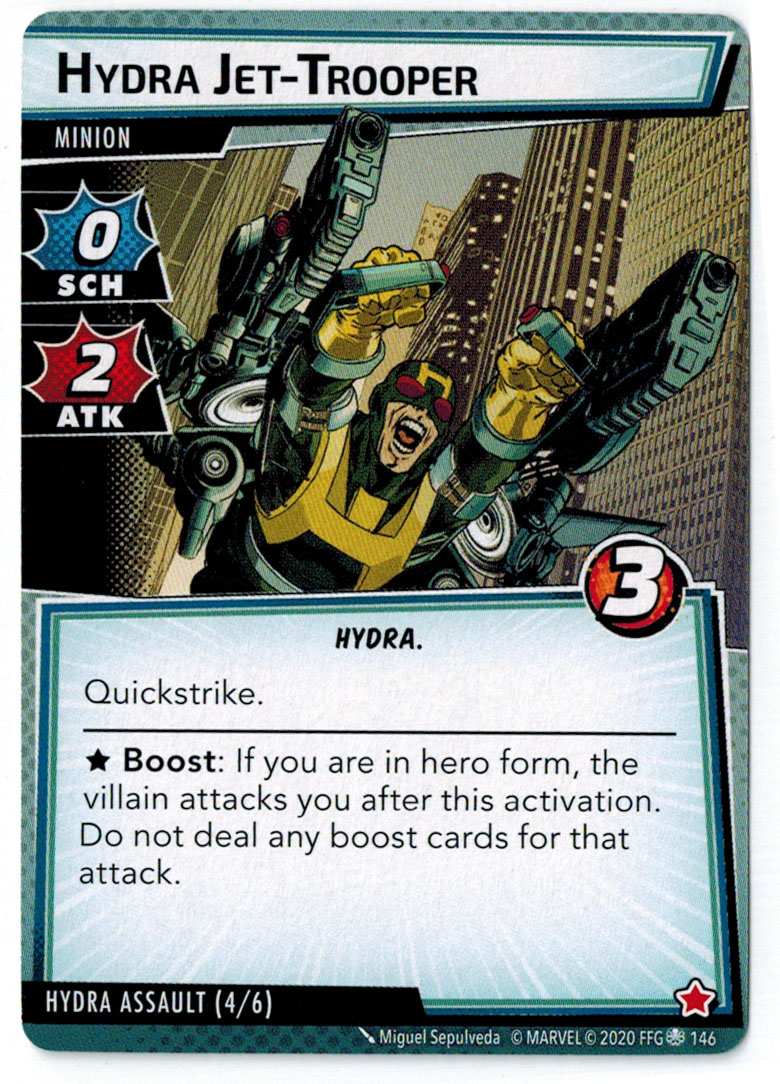 HYDRA JET-TROOPER
MINION
0
SCH
2
ATK
3
HYDRA.
Quickstrike.
★ Boost: If you are in hero form, the
villain attacks you after this activation.
Do not deal any boost cards for that
attack.
HYDRA ASSAULT (4/6)
Miguel Sepulveda © MARVEL © 2020 FFG 146